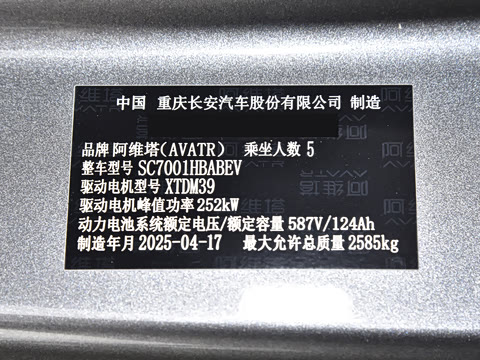 中国 重庆长安汽车股份有限公司 制造
品牌 阿维塔(AVATR) 乘坐人数 5
整车型号 SC7001HBABEV
驱动电机型号 XTDM39
驱动电机峰值功率 252kW
动力电池系统额定电压/额定容量 587V/124Ah
制造年月 2025-04-17 最大允许总质量 2585kg